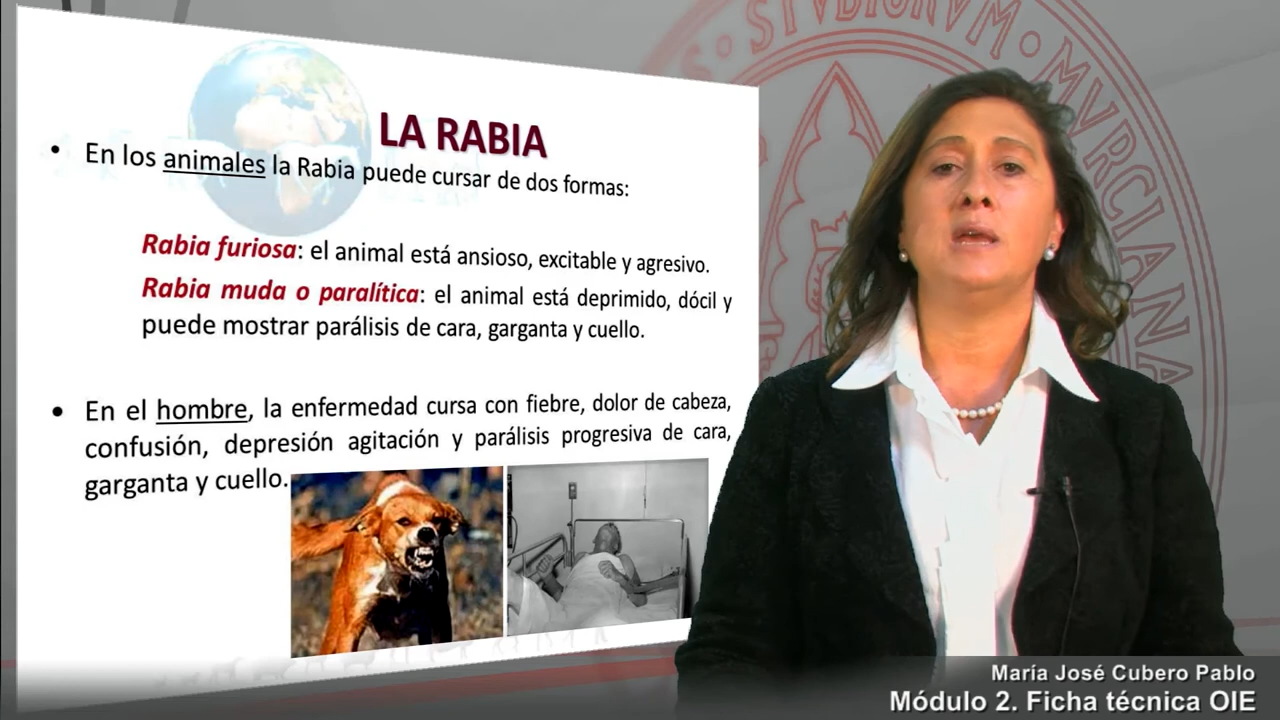 LA RABIA
• En los animales la Rabia puede cursar de dos formas:
Rabia furiosa: el animal está ansioso, excitable y agresivo.
Rabia muda o paralítica: el animal está deprimido, dócil y
puede mostrar parálisis de cara, garganta y cuello.
• En el hombre, la enfermedad cursa con fiebre, dolor de cabeza,
confusión, depresión agitación y parálisis progresiva de cara,
garganta y cuello.
STVDIORVM · MVRCIANA
María José Cubero Pablo
Módulo 2. Ficha técnica OIE